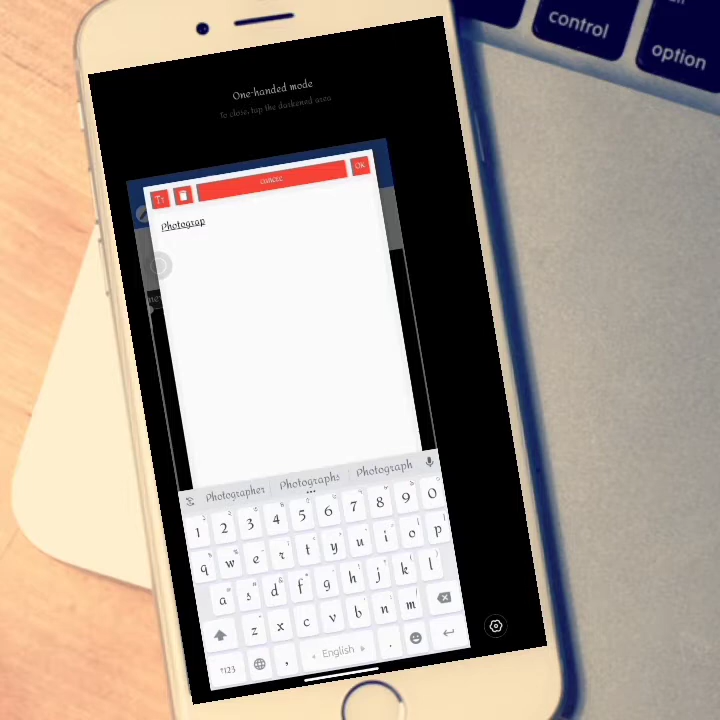 control
option
One-handed mode
To close, tap the darkened area
Tт CANCEL OK
Photograp
Photographer Photographs Photograph
1 2 3 4 5 6 7 8 9 0
q w e r t y u i o p
a s d f g h j k l
z x c v b n m
?123 , English .